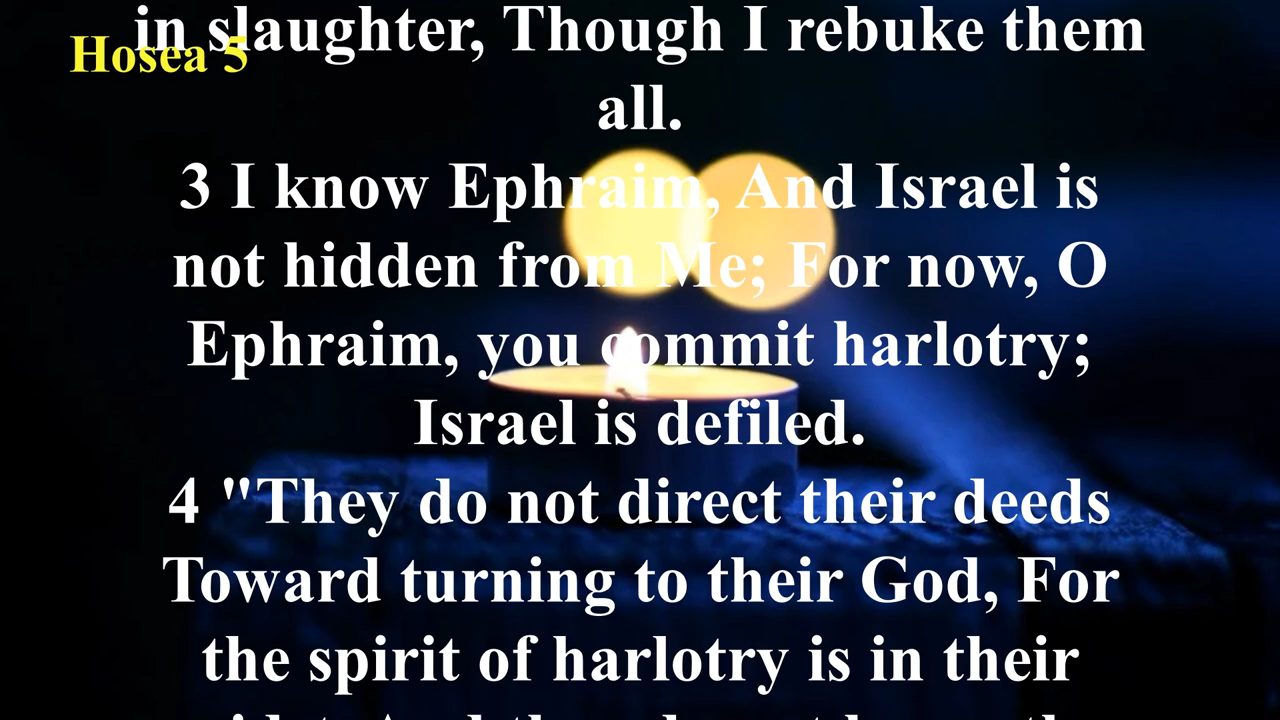 in slaughter, Though I rebuke them
Hosea 5
all.
3 I know Ephraim, And Israel is
not hidden from Me; For now, O
Ephraim, you commit harlotry;
Israel is defiled.
4 "They do not direct their deeds
Toward turning to their God, For
the spirit of harlotry is in their